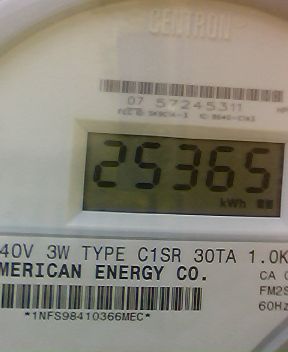 CENTRON
07 57245311
25365
kWh
40V 3W TYPE C1SR 30TA 1.0K
MERICAN ENERGY CO.
CA
FM2S
60Hz
*1NFS98410366MEC*